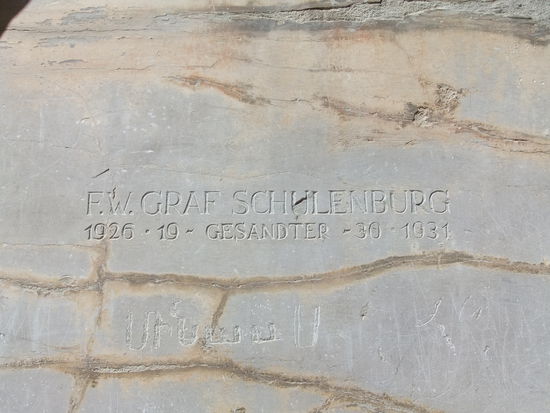 F.W. GRAF SCHULENBURG
1926 · 19 ~ GESANDTER ~ 30 · 1931